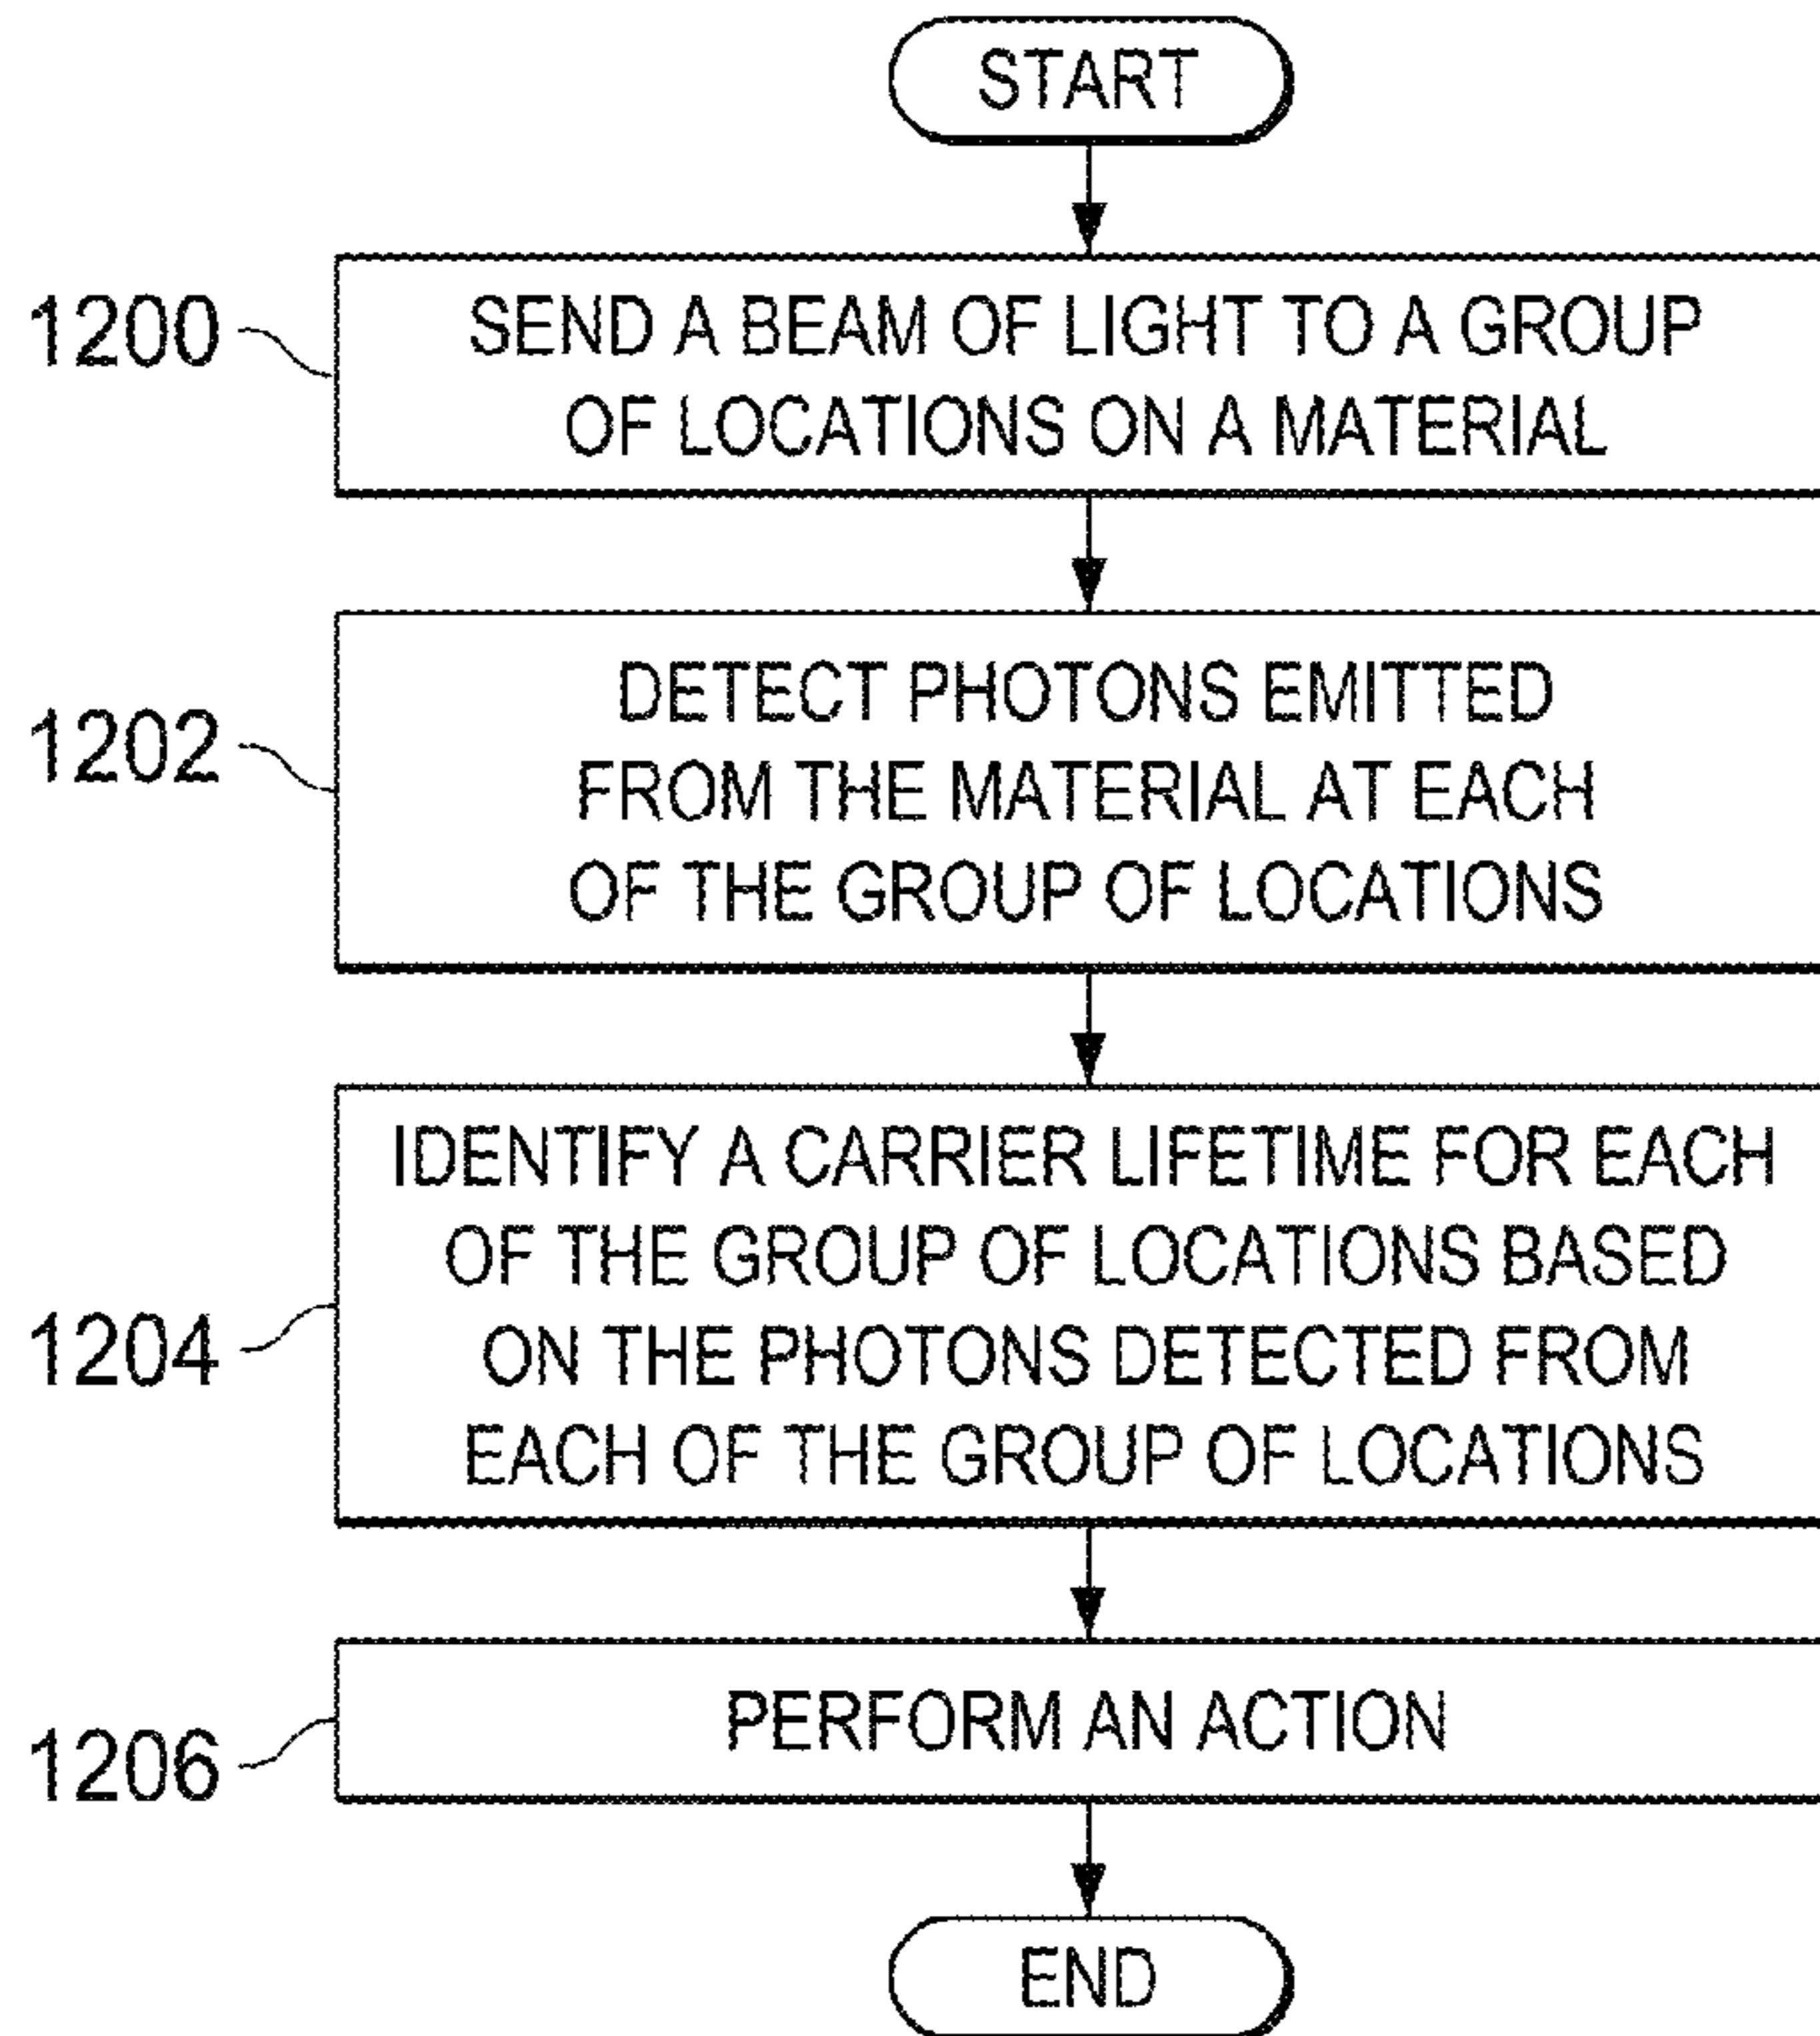 START
1200
SEND A BEAM OF LIGHT TO A GROUP
OF LOCATIONS ON A MATERIAL
1202
DETECT PHOTONS EMITTED
FROM THE MATERIAL AT EACH
OF THE GROUP OF LOCATIONS
1204
IDENTIFY A CARRIER LIFETIME FOR EACH
OF THE GROUP OF LOCATIONS BASED
ON THE PHOTONS DETECTED FROM
EACH OF THE GROUP OF LOCATIONS
1206
PERFORM AN ACTION
END